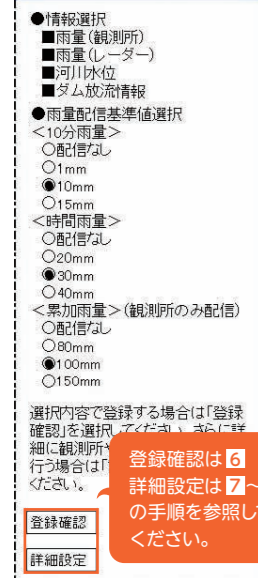 ●情報選択
■雨量(観測所)
■雨量(レーダー)
■河川水位
■ダム放流情報
●雨量配信基準値選択
＜10分雨量＞
○配信なし
○1mm
◉10mm
○15mm
＜時間雨量＞
○配信なし
○20mm
◉30mm
○40mm
＜累加雨量＞(観測所のみ配信)
○配信なし
○80mm
◉100mm
○150mm
選択内容で登録する場合は「登録
確認」を選択してください。さらに詳
細に観測所や
行う場合は「
ください。
登録確認は 6
詳細設定は 7～
の手順を参照して
ください。
登録確認
詳細設定